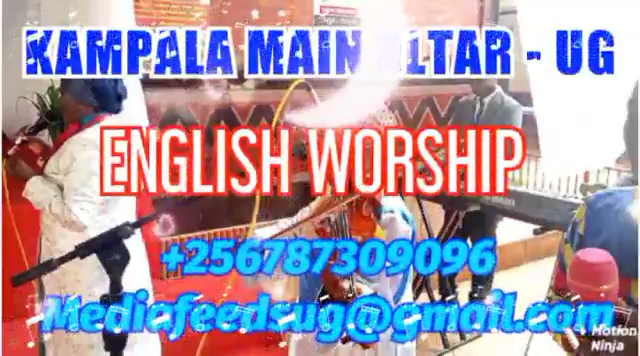 KAMPALA MAIN ALTAR - UG
ENGLISH WORSHIP
+256787309096
Mediafeedsug@gmail.com
Motion
Ninja